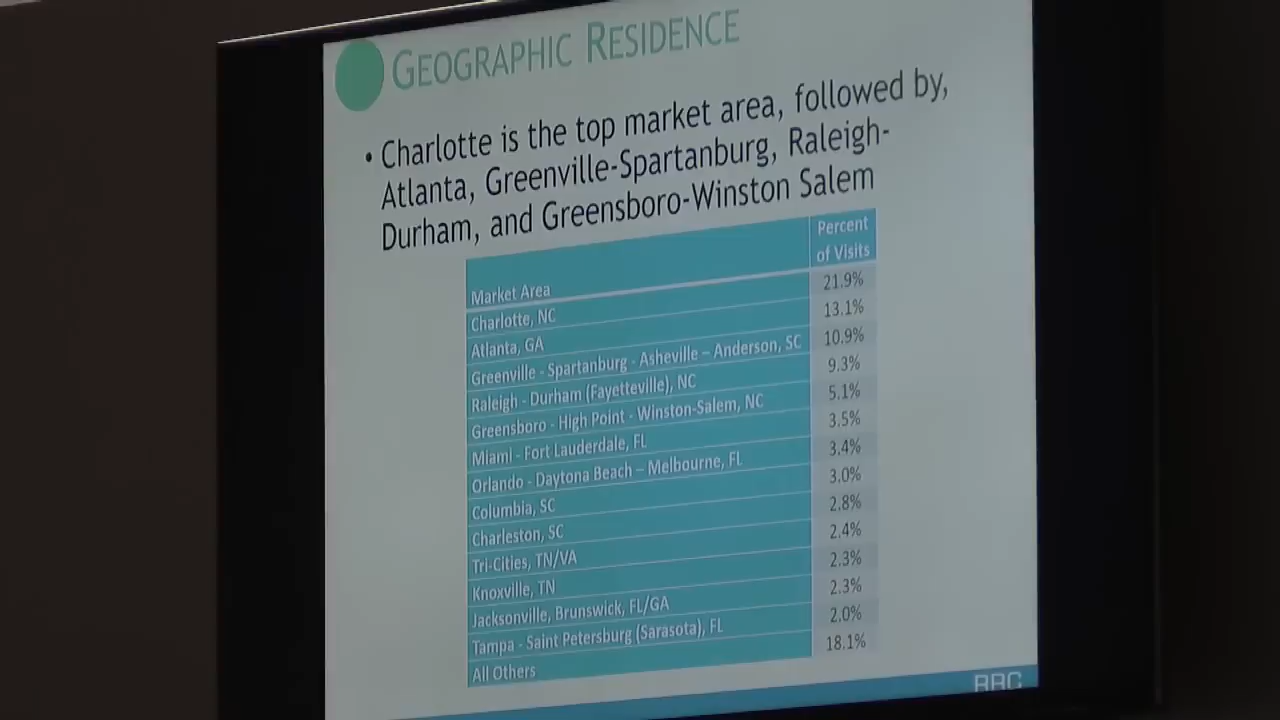 GEOGRAPHIC RESIDENCE
• Charlotte is the top market area, followed by,
Atlanta, Greenville-Spartanburg, Raleigh-
Durham, and Greensboro-Winston Salem
Market Area Percent of Visits
Charlotte, NC 21.9%
Atlanta, GA 13.1%
Greenville - Spartanburg - Asheville – Anderson, SC 10.9%
Raleigh - Durham (Fayetteville), NC 9.3%
Greensboro - High Point - Winston-Salem, NC 5.1%
Miami - Fort Lauderdale, FL 3.5%
Orlando - Daytona Beach – Melbourne, FL 3.4%
Columbia, SC 3.0%
Charleston, SC 2.8%
Tri-Cities, TN/VA 2.4%
Knoxville, TN 2.3%
Jacksonville, Brunswick, FL/GA 2.3%
Tampa - Saint Petersburg (Sarasota), FL 2.0%
All Others 18.1%
RRC